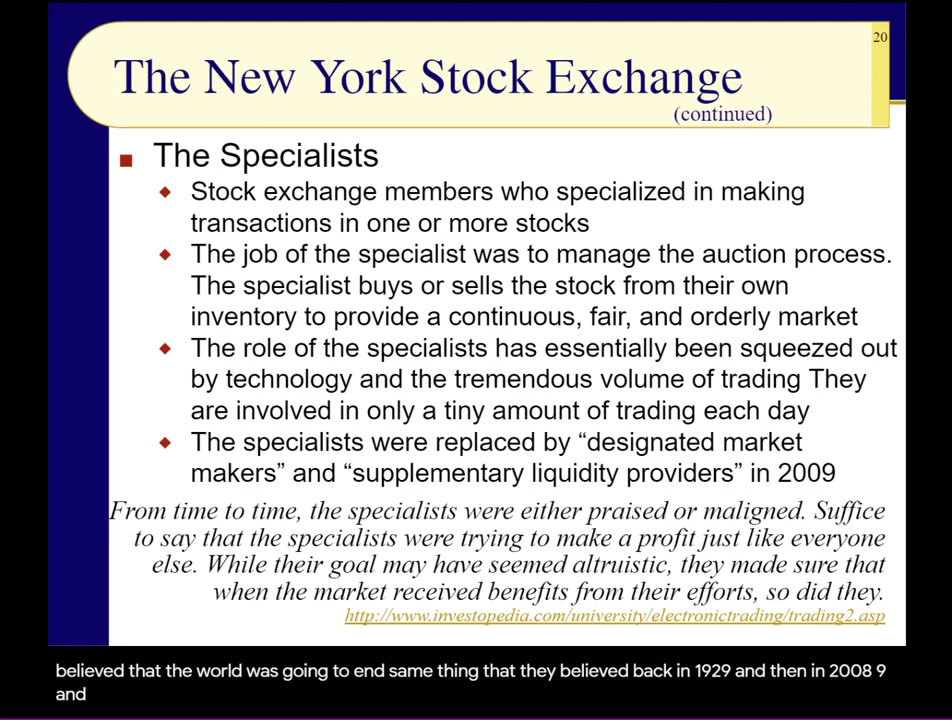 20
The New York Stock Exchange
(continued)
The Specialists
Stock exchange members who specialized in making
transactions in one or more stocks
The job of the specialist was to manage the auction process.
The specialist buys or sells the stock from their own
inventory to provide a continuous, fair, and orderly market
The role of the specialists has essentially been squeezed out
by technology and the tremendous volume of trading They
are involved in only a tiny amount of trading each day
The specialists were replaced by “designated market
makers” and “supplementary liquidity providers” in 2009
From time to time, the specialists were either praised or maligned. Suffice
to say that the specialists were trying to make a profit just like everyone
else. While their goal may have seemed altruistic, they made sure that
when the market received benefits from their efforts, so did they.
http://www.investopedia.com/university/electronictrading/trading2.asp
believed that the world was going to end same thing that they believed back in 1929 and then in 2008 9
and